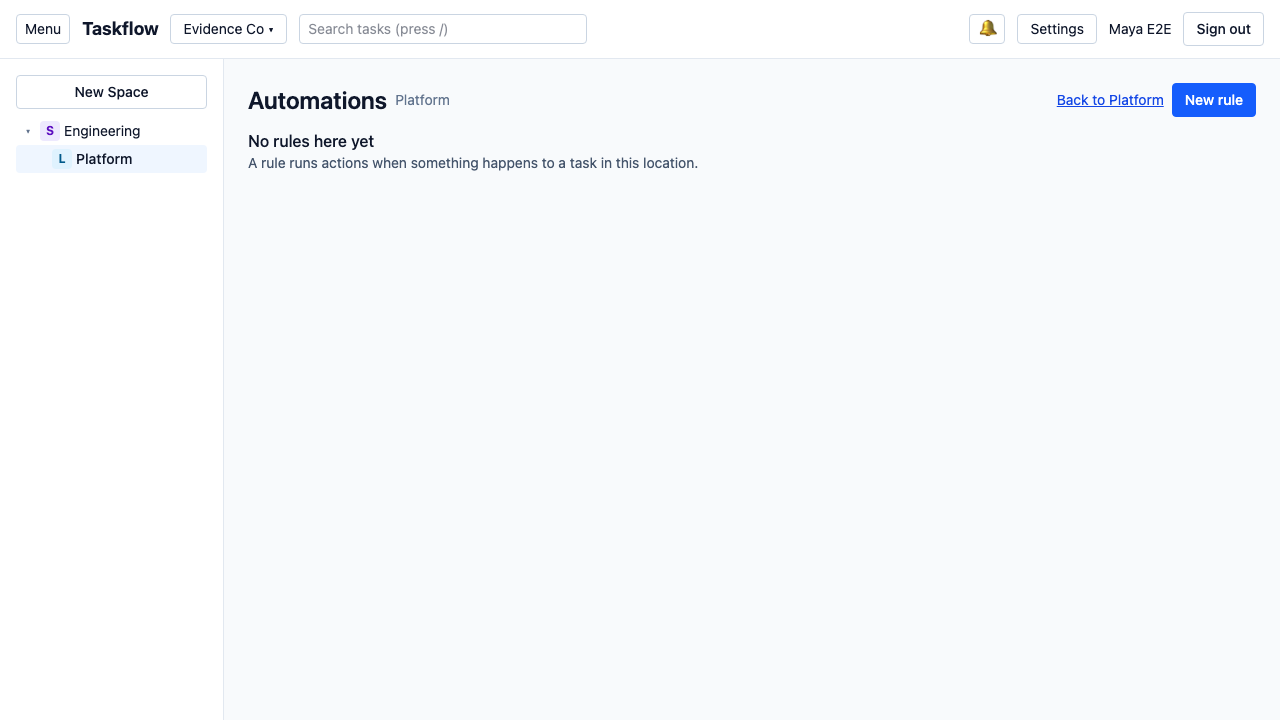 Menu Taskflow Evidence Co ▾ Search tasks (press /) 🔔 Settings Maya E2E Sign out
New Space
▾ S Engineering
L Platform
Automations Platform Back to Platform New rule
No rules here yet
A rule runs actions when something happens to a task in this location.